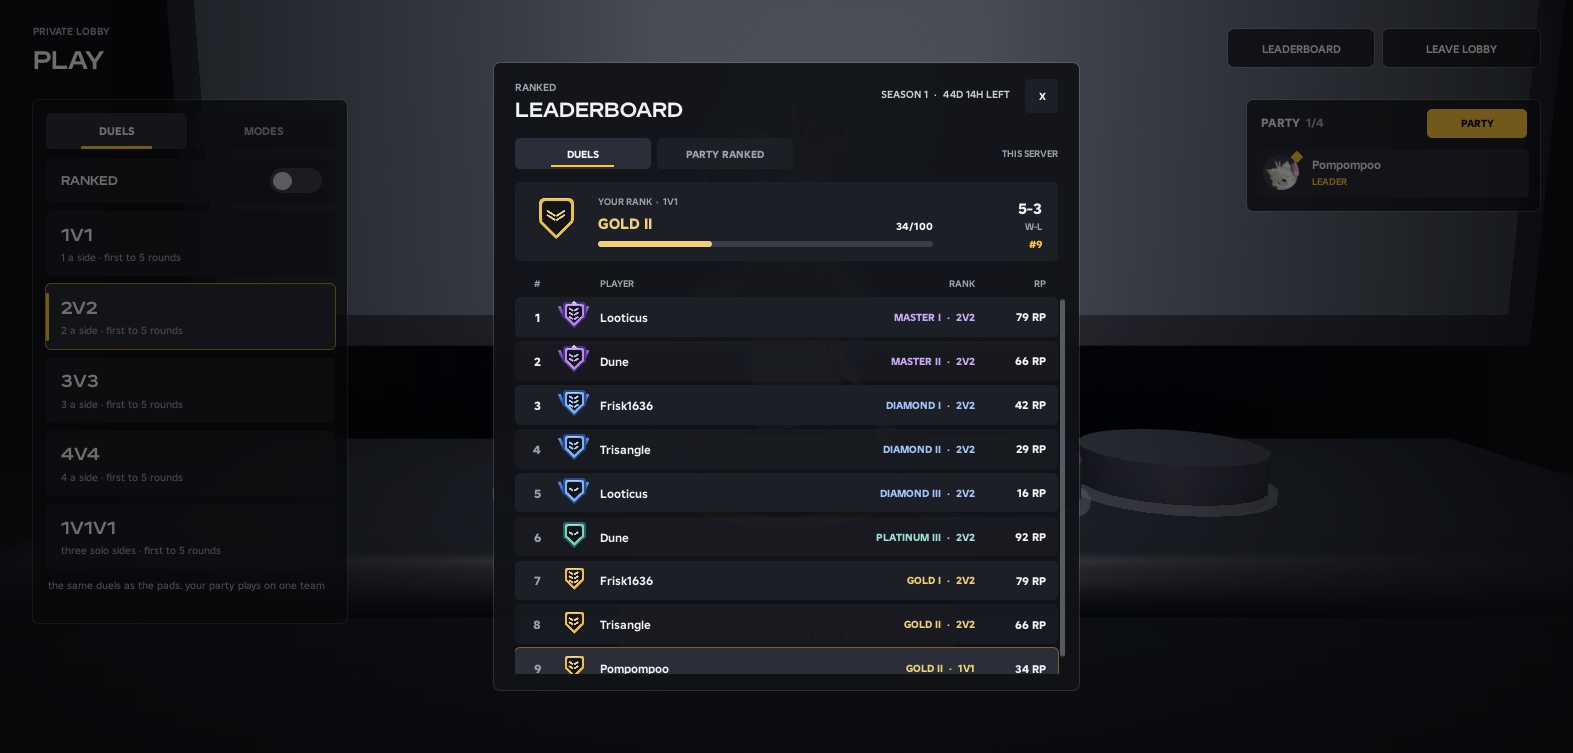 PRIVATE LOBBY
PLAY
DUELS
MODES
RANKED
1V1
1 a side · first to 5 rounds
2V2
2 a side · first to 5 rounds
3V3
3 a side · first to 5 rounds
4V4
4 a side · first to 5 rounds
1V1V1
three solo sides · first to 5 rounds
the same duels as the pads. your party plays on one team
RANKED
LEADERBOARD
SEASON 1 · 44D 14H LEFT
X
DUELS
PARTY RANKED
THIS SERVER
YOUR RANK · 1V1
GOLD II
34/100
5-3
W-L
#9
# PLAYER RANK RP
1 Looticus MASTER I · 2V2 79 RP
2 Dune MASTER II · 2V2 66 RP
3 Frisk1636 DIAMOND I · 2V2 42 RP
4 Trisangle DIAMOND II · 2V2 29 RP
5 Looticus DIAMOND III · 2V2 16 RP
6 Dune PLATINUM III · 2V2 92 RP
7 Frisk1636 GOLD I · 2V2 79 RP
8 Trisangle GOLD II · 2V2 66 RP
9 Pompompoo GOLD II · 1V1 34 RP
LEADERBOARD
LEAVE LOBBY
PARTY 1/4
PARTY
Pompompoo
LEADER